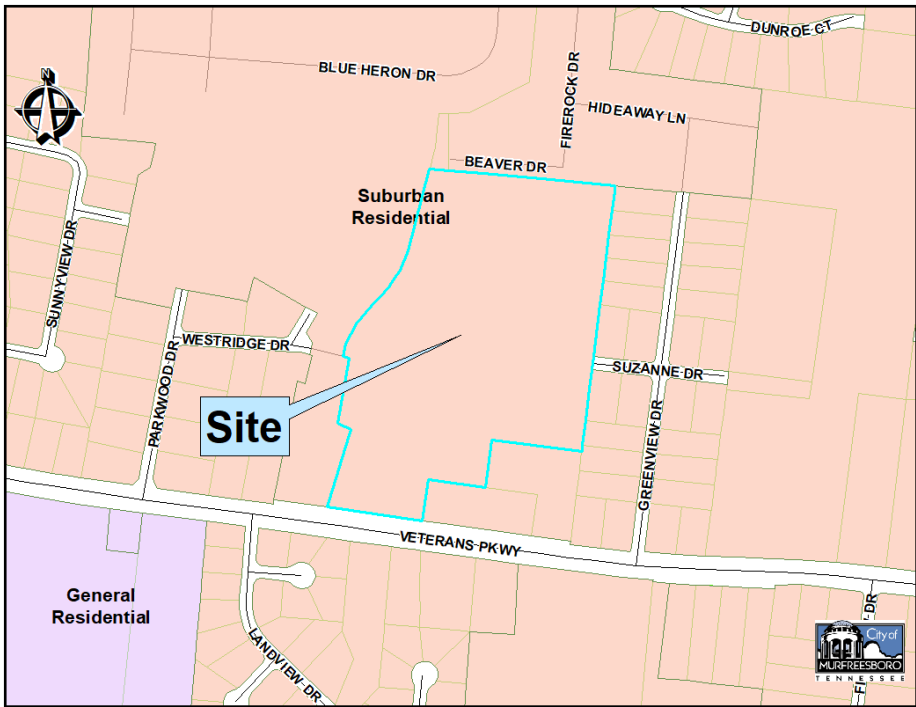 DUNROE CT
BLUE HERON DR
FIREROCK DR
HIDEAWAY LN
N
BEAVER DR
Suburban
Residential
SUNNYVIEW DR
WESTRIDGE DR
PARKWOOD DR
SUZANNE DR
Site
GREENVIEW DR
VETERANS PKWY
General
Residential
LANDVIEW DR
DR
City of
MURFREESBORO
TENNESSEE